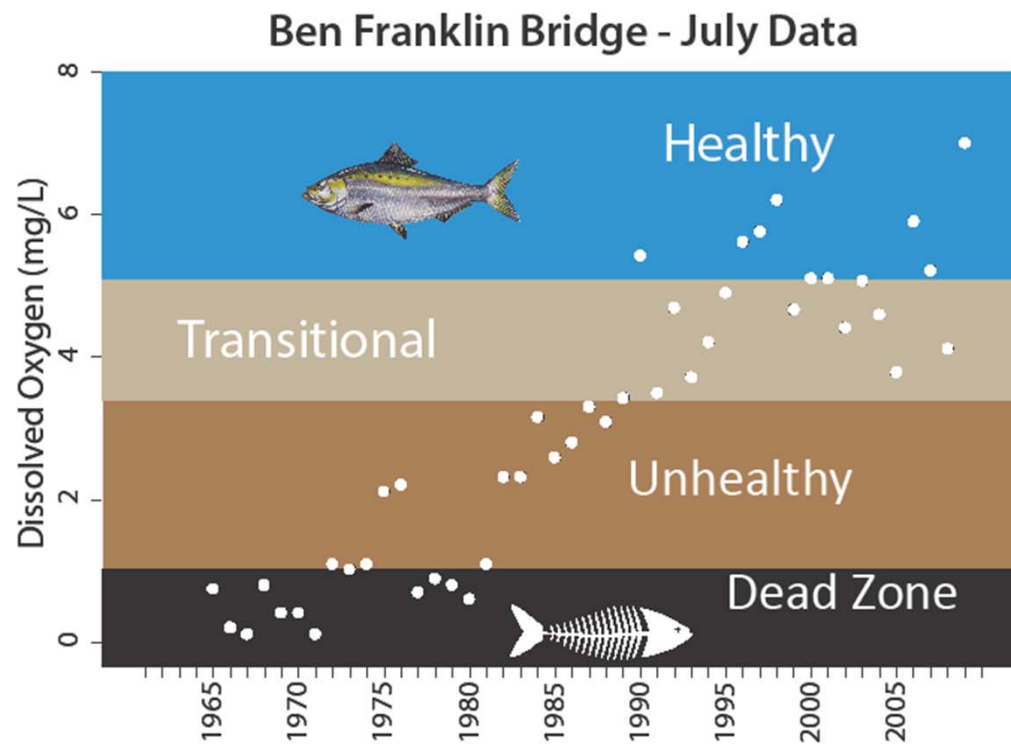 Ben Franklin Bridge - July Data
Dissolved Oxygen (mg/L)
8
6
4
2
0
Healthy
Transitional
Unhealthy
Dead Zone
1965
1970
1975
1980
1985
1990
1995
2000
2005